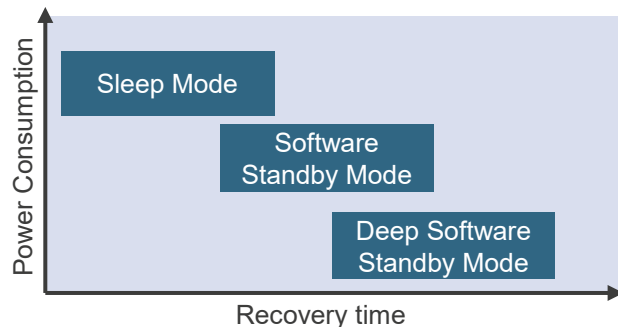 Power Consumption
Sleep Mode
Software
Standby Mode
Deep Software
Standby Mode
Recovery time